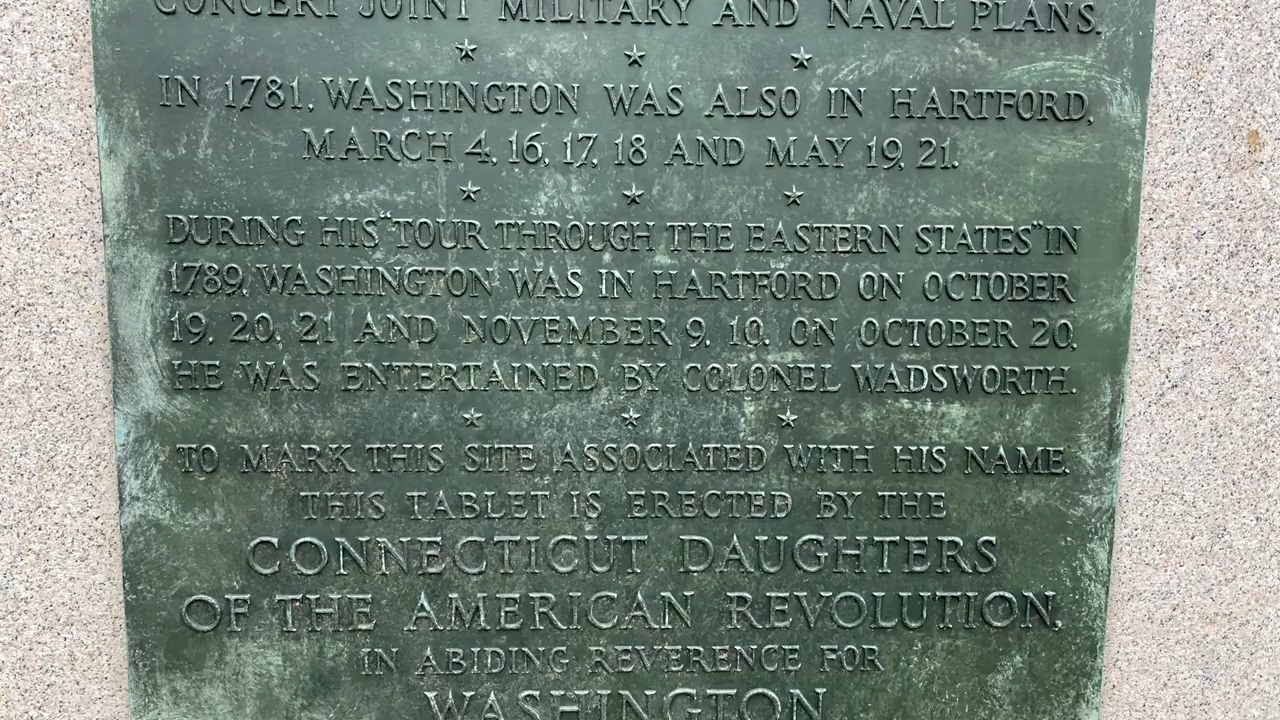 CONCERT JOINT MILITARY AND NAVAL PLANS.
IN 1781, WASHINGTON WAS ALSO IN HARTFORD,
MARCH 4, 16, 17, 18 AND MAY 19, 21.
DURING HIS "TOUR THROUGH THE EASTERN STATES" IN
1789, WASHINGTON WAS IN HARTFORD ON OCTOBER
19, 20, 21 AND NOVEMBER 9, 10. ON OCTOBER 20,
HE WAS ENTERTAINED BY COLONEL WADSWORTH.
TO MARK THIS SITE ASSOCIATED WITH HIS NAME,
THIS TABLET IS ERECTED BY THE
CONNECTICUT DAUGHTERS
OF THE AMERICAN REVOLUTION,
IN ABIDING REVERENCE FOR
WASHINGTON